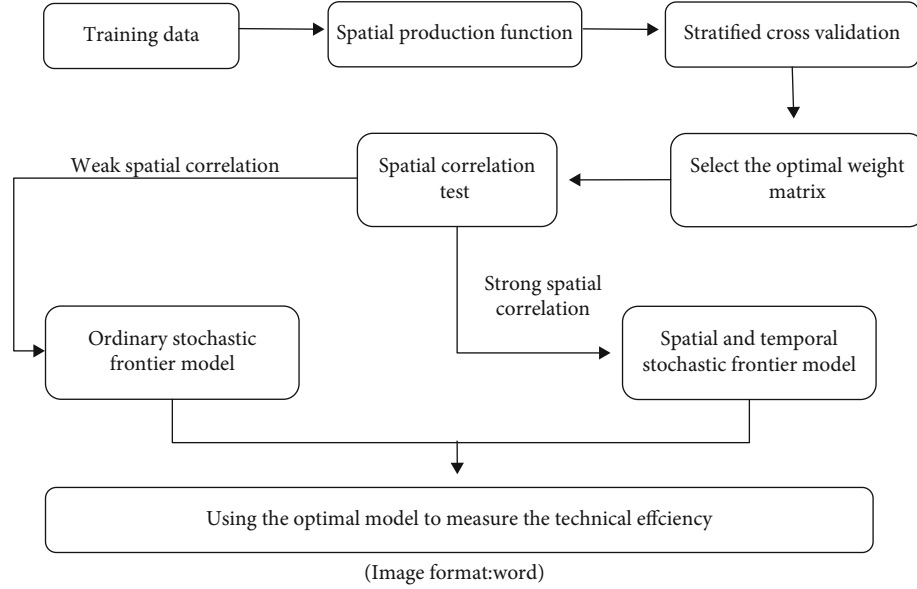 Training data
Spatial production function
Stratified cross validation
Select the optimal weight
matrix
Spatial correlation
test
Weak spatial correlation
Strong spatial
correlation
Ordinary stochastic
frontier model
Spatial and temporal
stochastic frontier model
Using the optimal model to measure the technical effciency
(Image format:word)